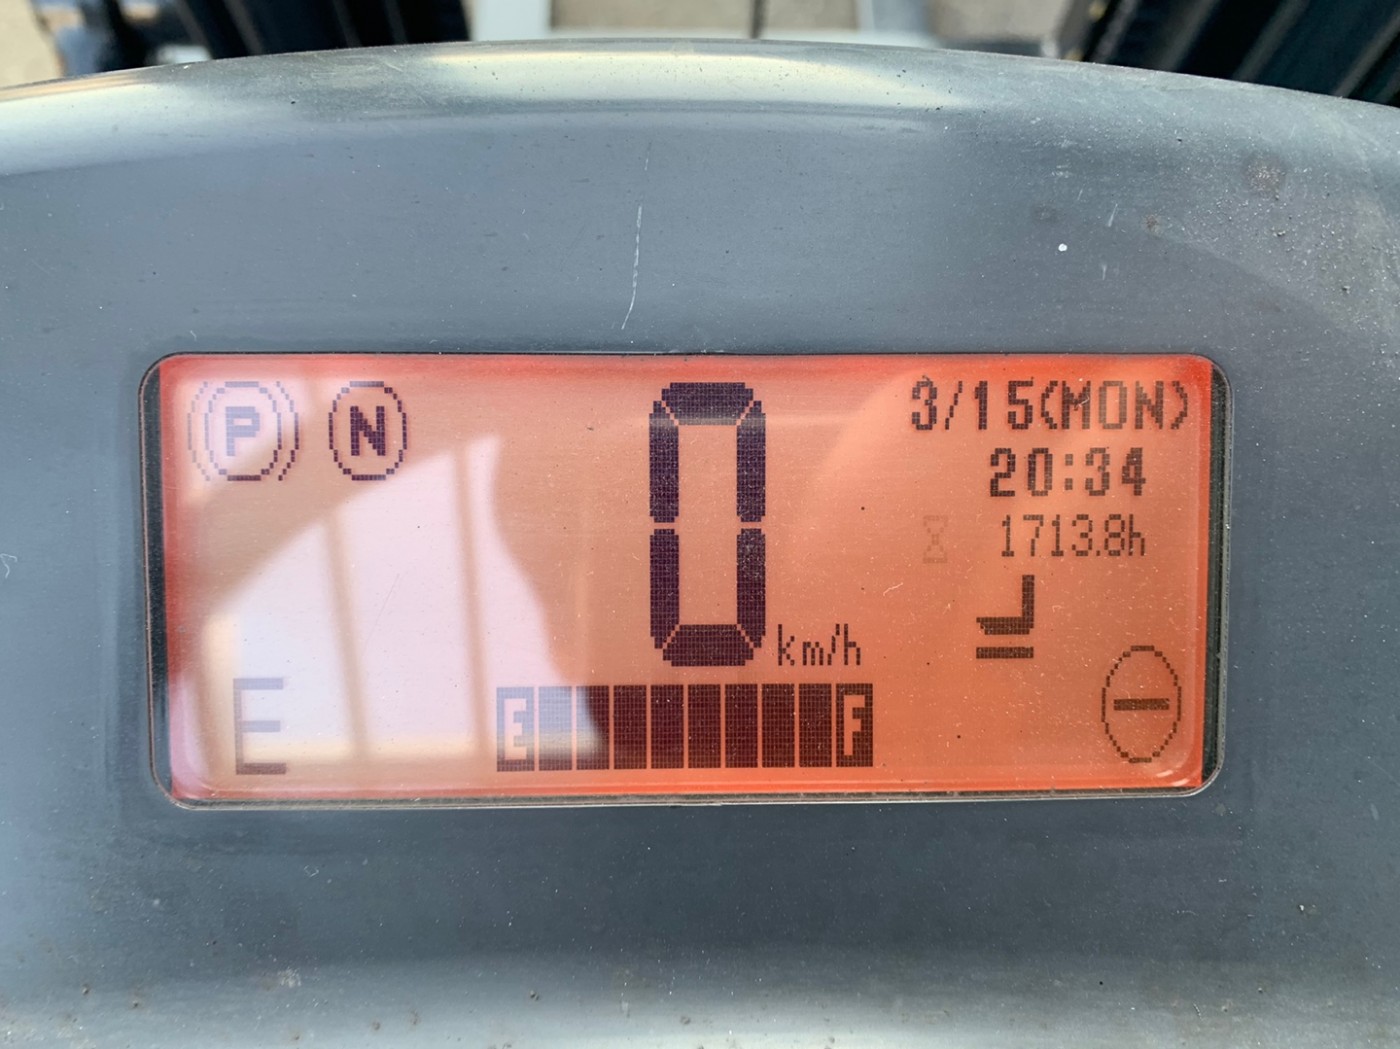 P N
0 km/h
3/15(MON)
20:34
1713.8h
E
E F